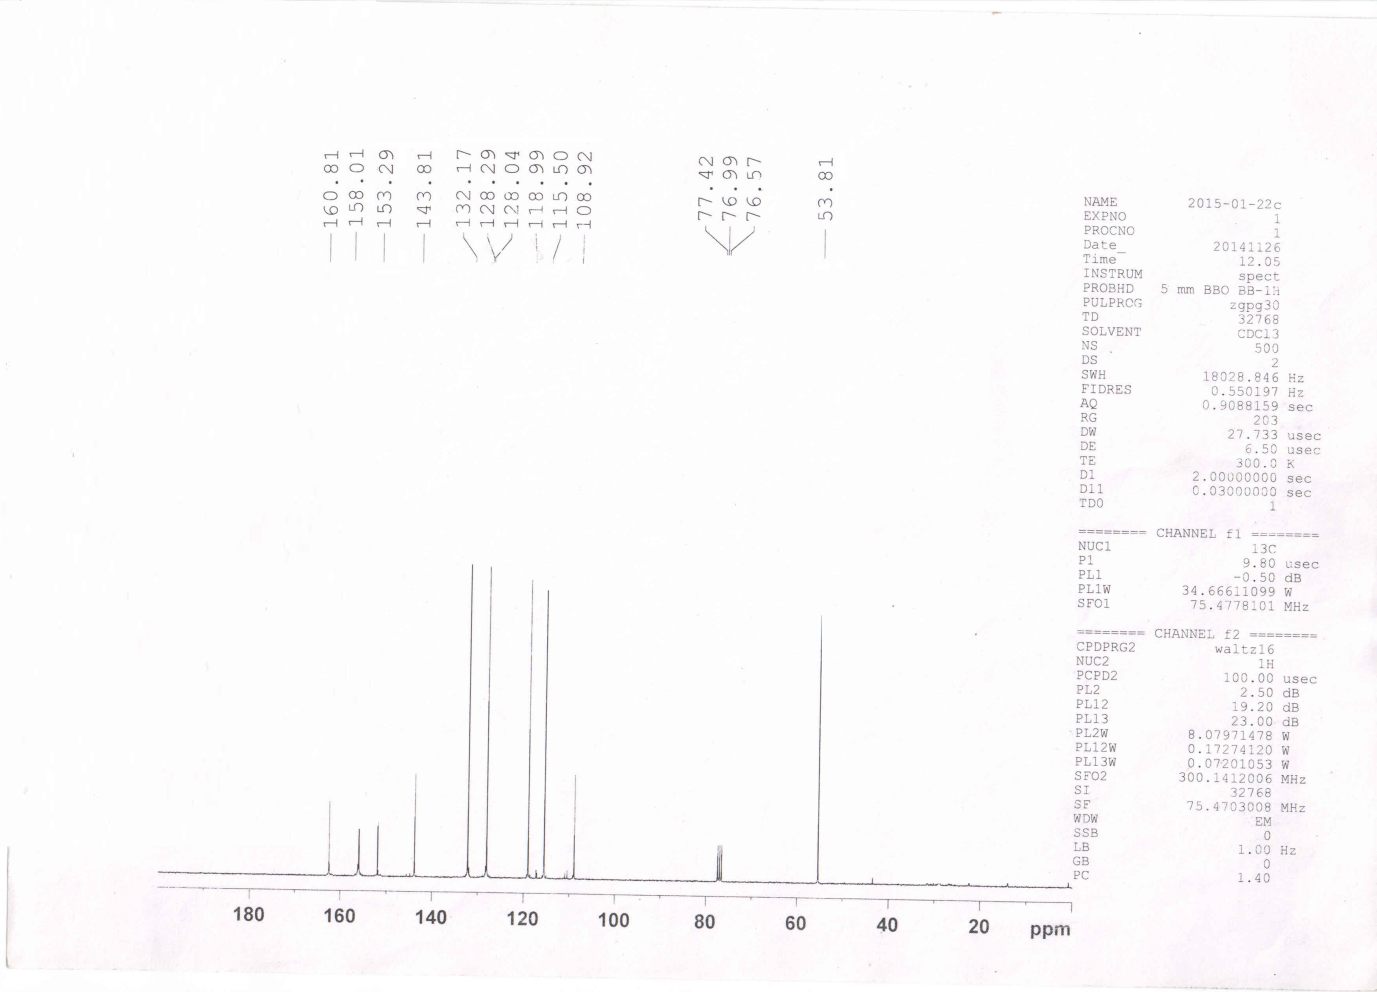 160.81
158.01
153.29
143.81
132.17
128.29
128.04
118.99
115.50
108.92
77.42
76.99
76.57
53.81
NAME 2015-01-22c
EXPNO 1
PROCNO 1
Date_ 20141126
Time 12.05
INSTRUM spect
PROBHD 5 mm BBO BB-1H
PULPROG zgpg30
TD 32768
SOLVENT CDCl3
NS 500
DS 2
SWH 18028.846 Hz
FIDRES 0.550197 Hz
AQ 0.9088159 sec
RG 203
DW 27.733 usec
DE 6.50 usec
TE 300.0 K
D1 2.00000000 sec
D11 0.03000000 sec
TD0 1
======== CHANNEL f1 ========
NUC1 13C
P1 9.80 usec
PL1 -0.50 dB
PL1W 34.66611099 W
SFO1 75.4778101 MHz
======== CHANNEL f2 ========
CPDPRG2 waltz16
NUC2 1H
PCPD2 100.00 usec
PL2 2.50 dB
PL12 19.20 dB
PL13 23.00 dB
PL2W 8.07971478 W
PL12W 0.17274120 W
PL13W 0.07201053 W
SFO2 300.1412006 MHz
SI 32768
SF 75.4703008 MHz
WDW EM
SSB 0
LB 1.00 Hz
GB 0
PC 1.40
180 160 140 120 100 80 60 40 20 ppm